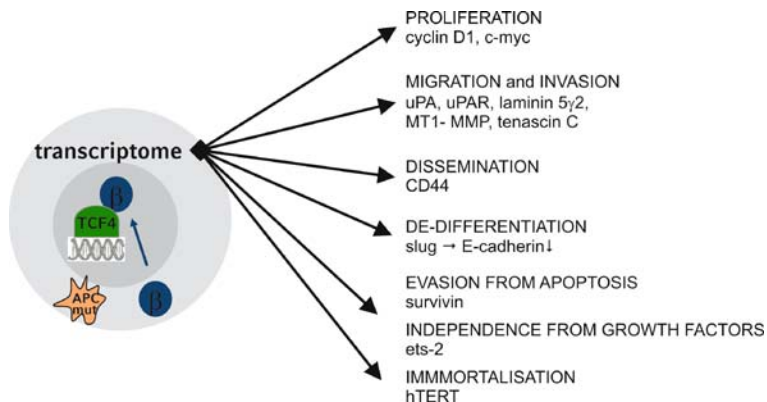 PROLIFERATION
cyclin D1, c-myc
MIGRATION and INVASION
uPA, uPAR, laminin 5γ2,
MT1- MMP, tenascin C
transcriptome
DISSEMINATION
CD44
β
TCF4
DE-DIFFERENTIATION
slug → E-cadherin↓
APC
mut
β
EVASION FROM APOPTOSIS
survivin
INDEPENDENCE FROM GROWTH FACTORS
ets-2
IMMMORTALISATION
hTERT